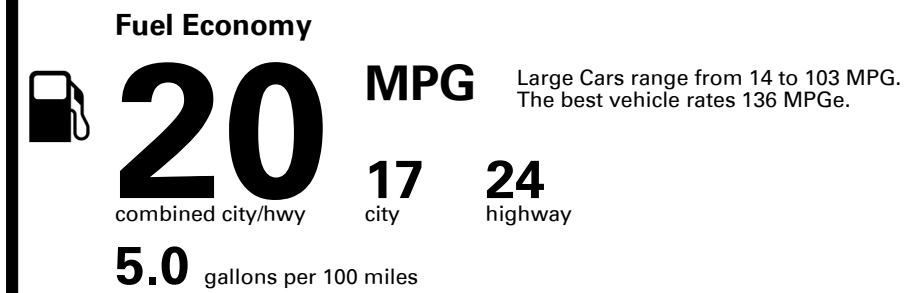 Fuel Economy
20
MPG
Large Cars range from 14 to 103 MPG.
The best vehicle rates 136 MPGe.
combined city/hwy
17
city
24
highway
5.0 gallons per 100 miles